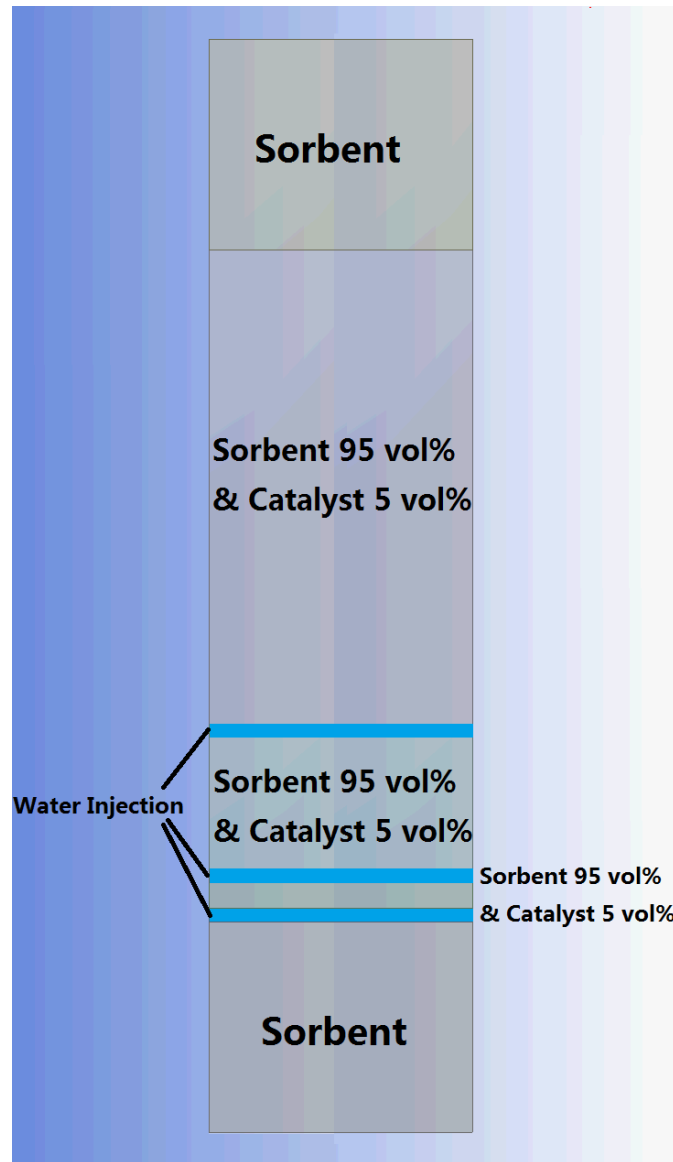 Sorbent
Sorbent 95 vol%
& Catalyst 5 vol%
Sorbent 95 vol%
& Catalyst 5 vol%
Water Injection
Sorbent 95 vol%
& Catalyst 5 vol%
Sorbent